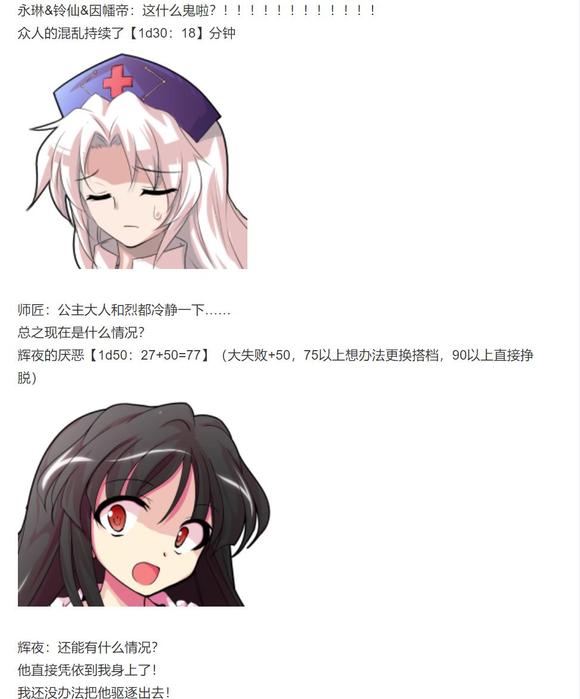 永琳&铃仙&因幡帝：这什么鬼啦？！！！！！！！！！！！！
众人的混乱持续了【1d30：18】分钟
师匠：公主大人和烈都冷静一下……
总之现在是什么情况？
辉夜的厌恶【1d50：27+50=77】（大失败+50，75以上想办法更换搭档，90以上直接挣
脱）
辉夜：还能有什么情况？
他直接凭依到我身上了！
我还没办法把他驱逐出去！